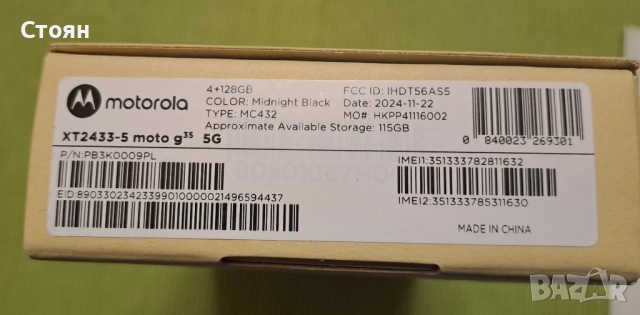 Стоян
motorola
4+128GB
COLOR: Midnight Black
TYPE: MC432
Approximate Available Storage: 115GB
FCC ID: IHDT56AS5
Date: 2024-11-22
MO#: HKPP41116002
0 840023 269301
XT2433-5 moto g35 5G
P/N:PB3K0009PL
EID:89033023423399010000021496594437
IMEI1:351333782811632
IMEI2:351333785311630
MADE IN CHINA
BAZAR